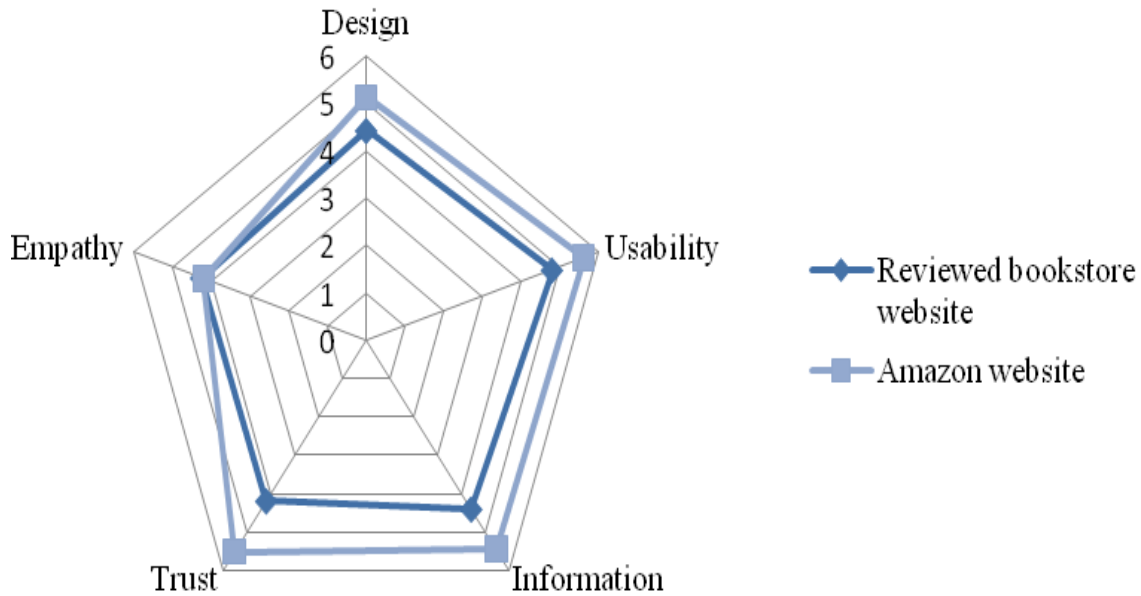 Design
6
5
4
3
2
1
0
Empathy
Usability
Reviewed bookstore
website
Amazon website
Trust
Information